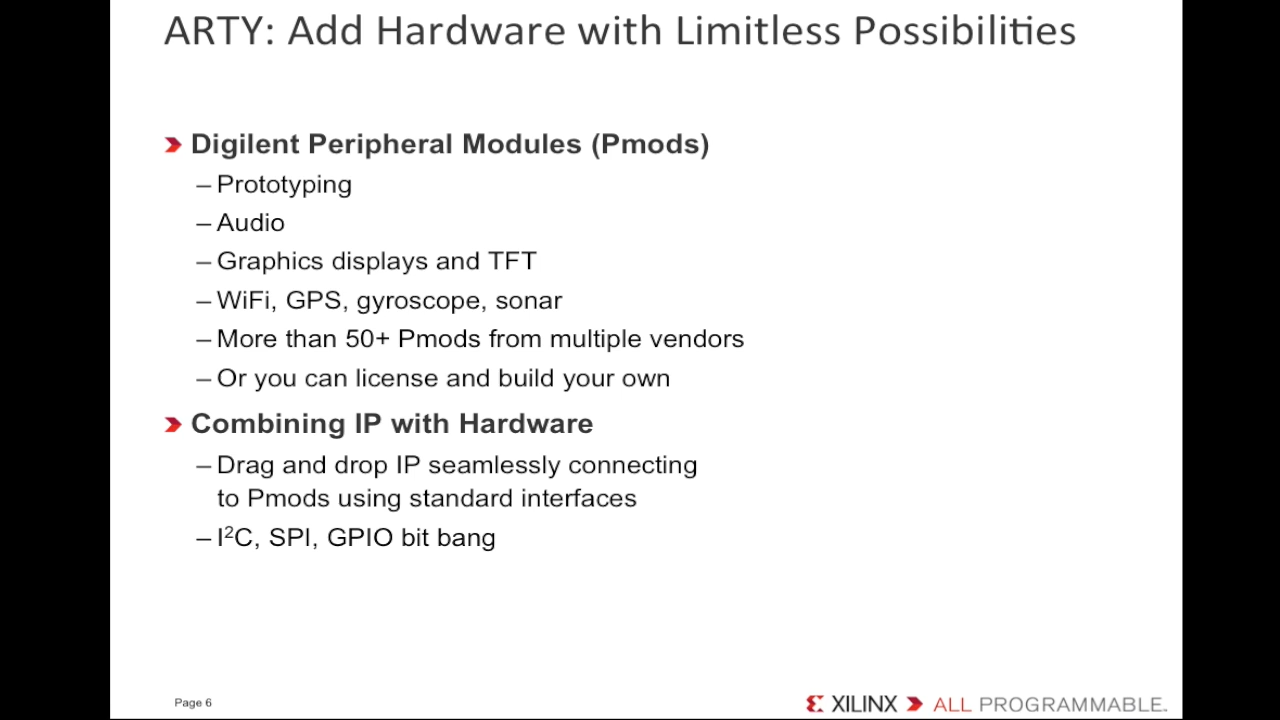 ARTY: Add Hardware with Limitless Possibilities
Digilent Peripheral Modules (Pmods)
– Prototyping
– Audio
– Graphics displays and TFT
– WiFi, GPS, gyroscope, sonar
– More than 50+ Pmods from multiple vendors
– Or you can license and build your own
Combining IP with Hardware
– Drag and drop IP seamlessly connecting
to Pmods using standard interfaces
– I²C, SPI, GPIO bit bang
Page 6
XILINX ALL PROGRAMMABLE™